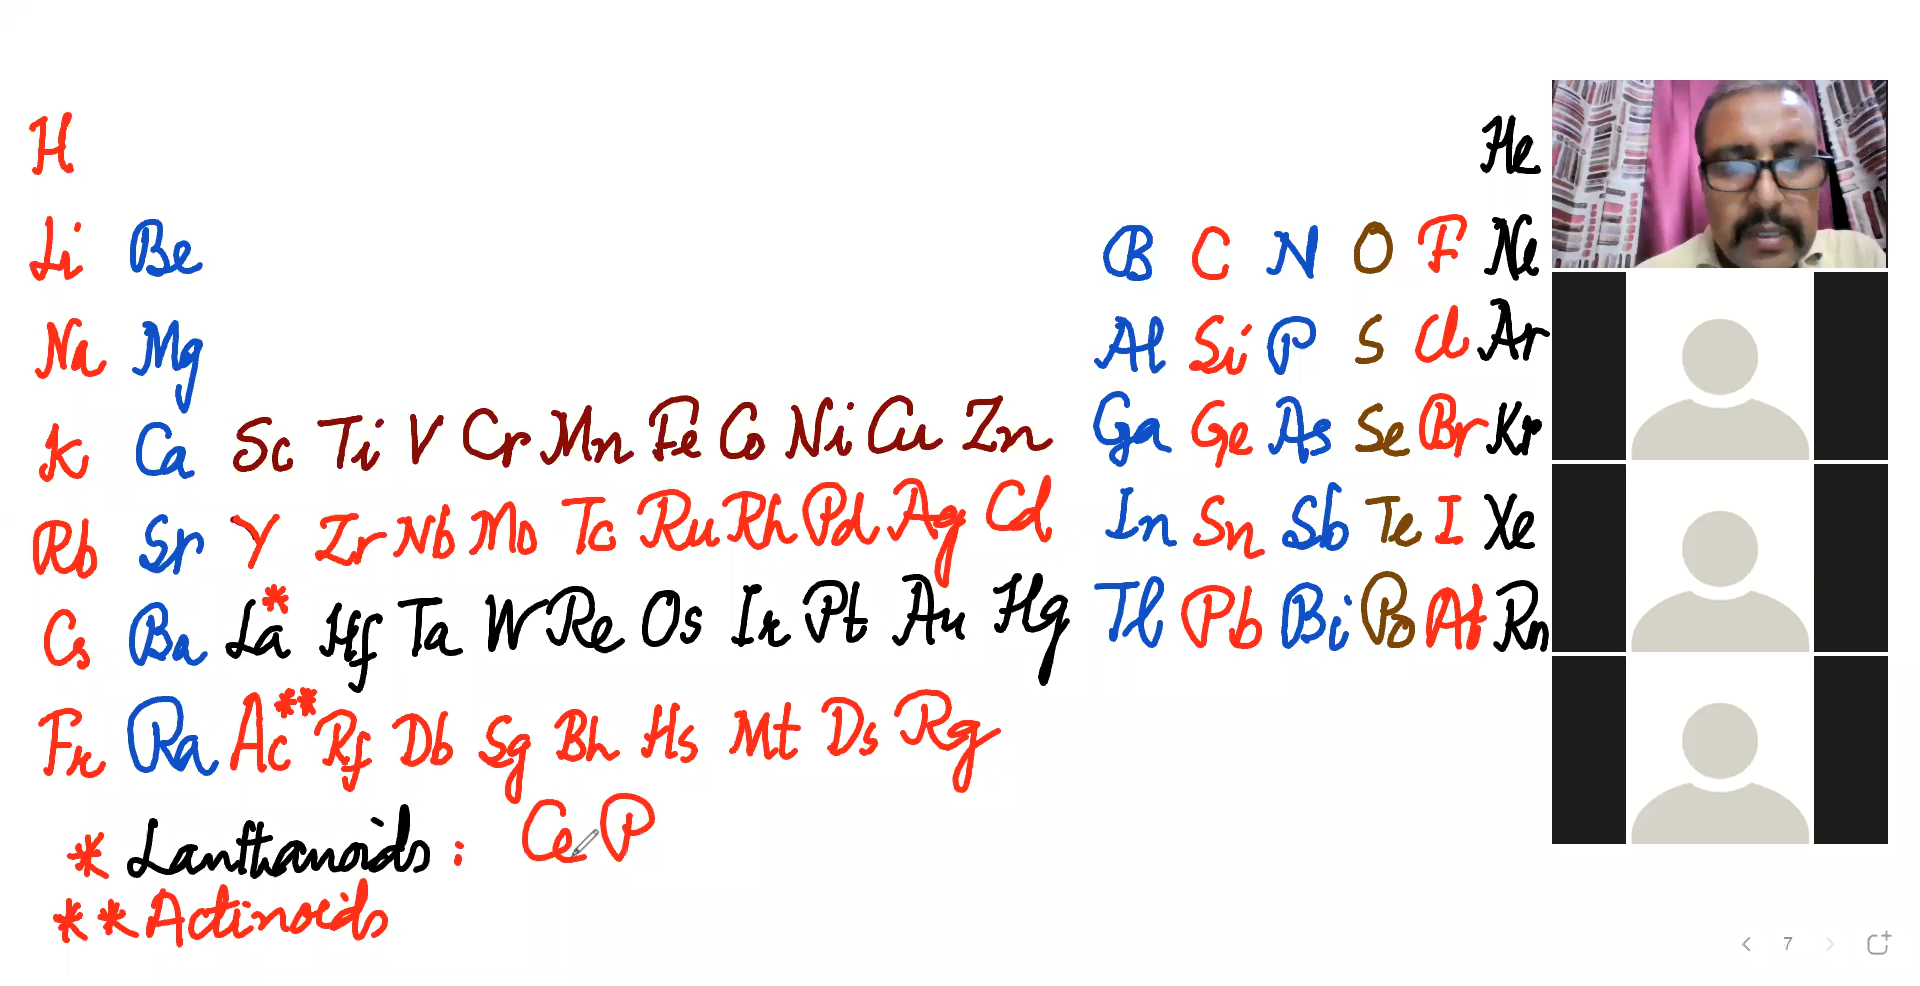 H He
Li Be B C N O F Ne
Na Mg Al Si P S Cl Ar
K Ca Sc Ti V Cr Mn Fe Co Ni Cu Zn Ga Ge As Se Br Kr
Rb Sr Y Zr Nb Mo Tc Ru Rh Pd Ag Cd In Sn Sb Te I Xe
Cs Ba La* Hf Ta W Re Os Ir Pt Au Hg Tl Pb Bi Po At Rn
Fr Ra Ac** Rf Db Sg Bh Hs Mt Ds Rg
* Lanthanoids : Ce P
** Actinoids
7